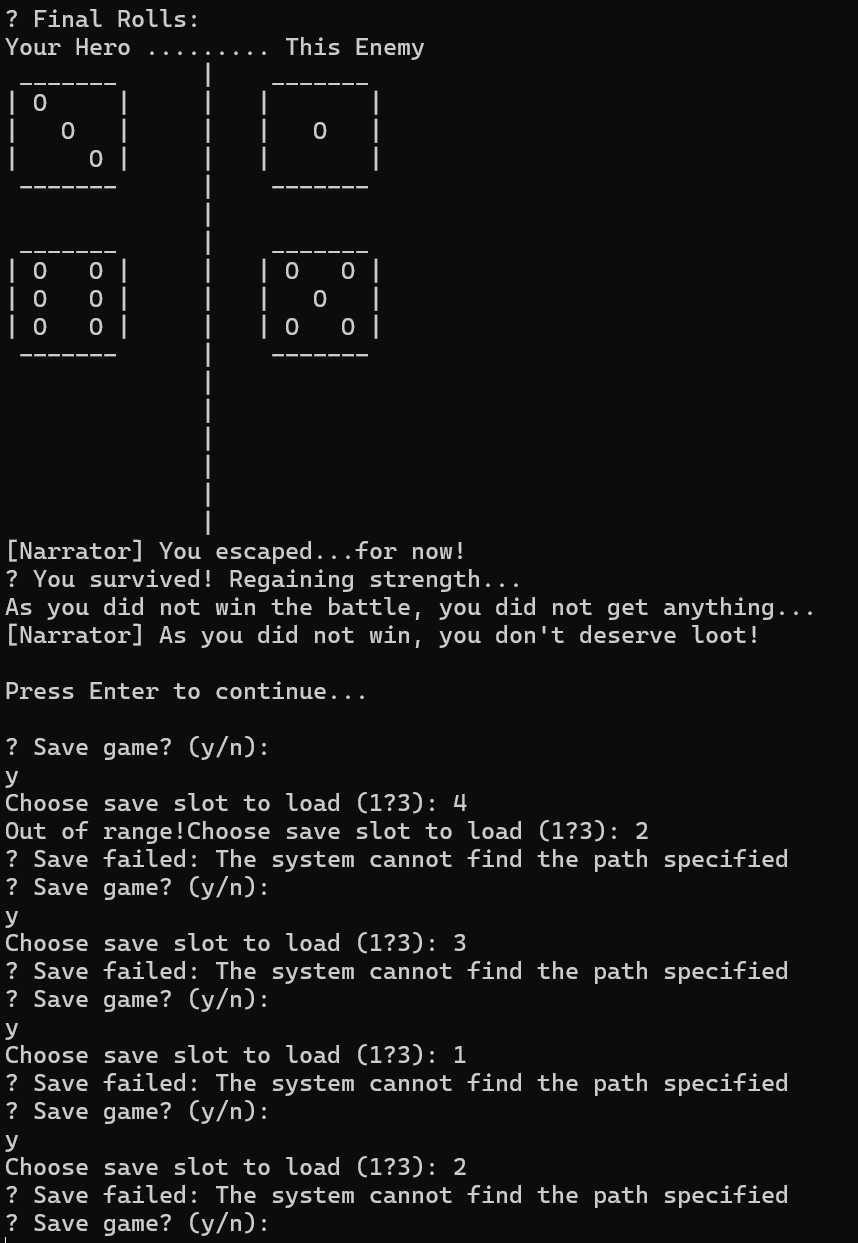 ? Final Rolls:
Your Hero ......... This Enemy
 _______      |    _______
| O     |     |   |       |
|   O   |     |   |   O   |
|     O |     |   |       |
 -------      |    -------
              |
 _______      |    _______
| O   O |     |   | O   O |
| O   O |     |   |   O   |
| O   O |     |   | O   O |
 -------      |    -------
              |
              |
              |
              |
              |
              |
[Narrator] You escaped...for now!
? You survived! Regaining strength...
As you did not win the battle, you did not get anything...
[Narrator] As you did not win, you don't deserve loot!

Press Enter to continue...

? Save game? (y/n):
y
Choose save slot to load (1?3): 4
Out of range!Choose save slot to load (1?3): 2
? Save failed: The system cannot find the path specified
? Save game? (y/n):
y
Choose save slot to load (1?3): 3
? Save failed: The system cannot find the path specified
? Save game? (y/n):
y
Choose save slot to load (1?3): 1
? Save failed: The system cannot find the path specified
? Save game? (y/n):
y
Choose save slot to load (1?3): 2
? Save failed: The system cannot find the path specified
? Save game? (y/n):